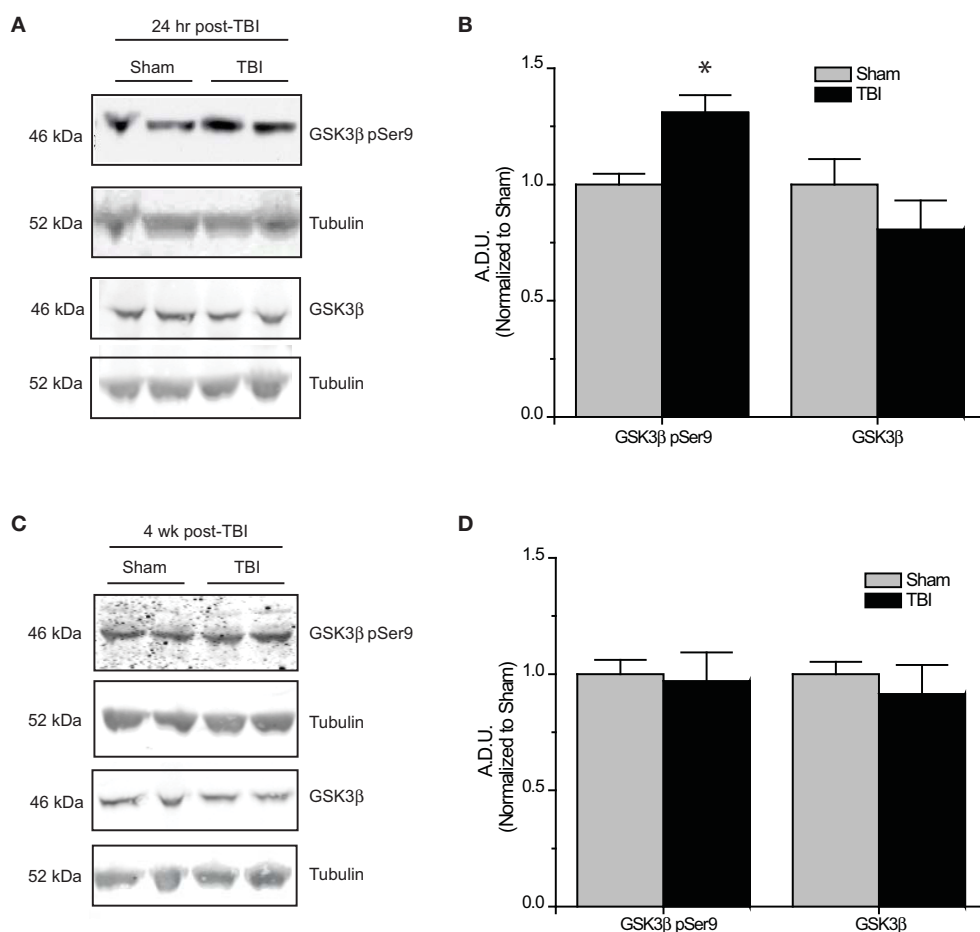 A
24 hr post-TBI
Sham TBI
46 kDa GSK3β pSer9
52 kDa Tubulin
46 kDa GSK3β
52 kDa Tubulin
B
1.5
1.0
0.5
0.0
A.D.U.
(Normalized to Sham)
*
Sham
TBI
GSK3β pSer9 GSK3β
C
4 wk post-TBI
Sham TBI
46 kDa GSK3β pSer9
52 kDa Tubulin
46 kDa GSK3β
52 kDa Tubulin
D
1.5
1.0
0.5
0.0
A.D.U.
(Normalized to Sham)
Sham
TBI
GSK3β pSer9 GSK3β